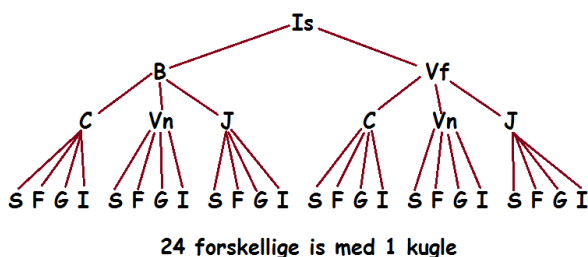 Is
B Vf
C Vn J C Vn J
S F G I S F G I S F G I S F G I S F G I S F G I
24 forskellige is med 1 kugle